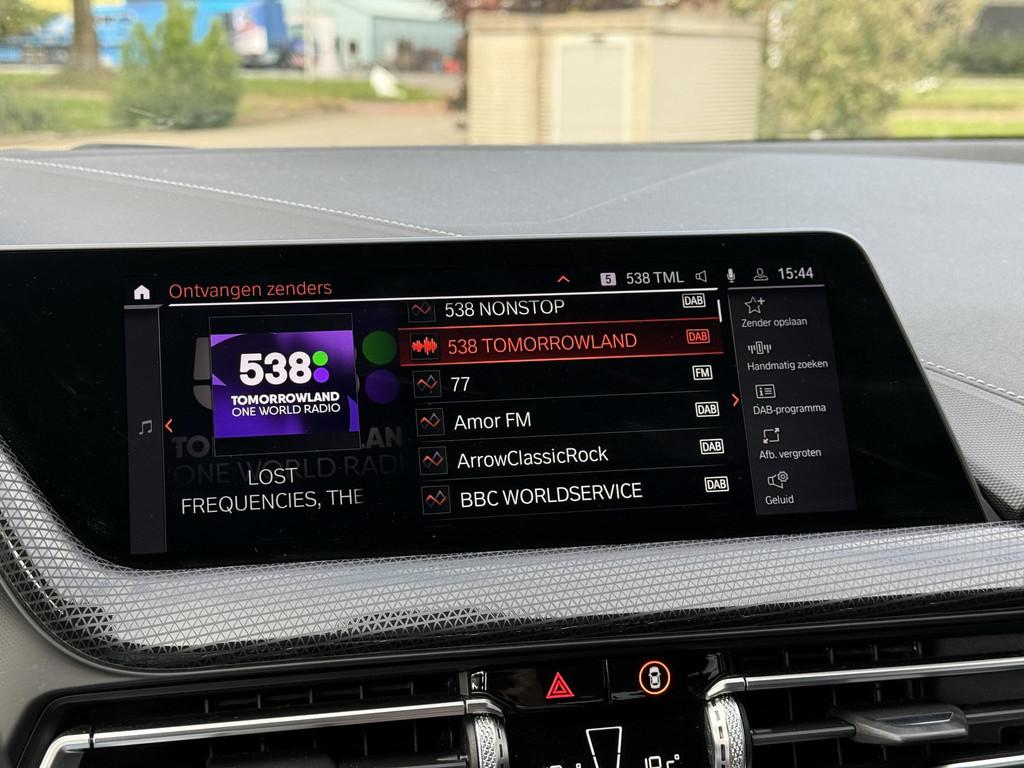 Ontvangen zenders
5 538 TML 15:44
538 NONSTOP DAB
538 TOMORROWLAND DAB
77 FM
Amor FM DAB
ArrowClassicRock DAB
BBC WORLDSERVICE DAB
538
TOMORROWLAND
ONE WORLD RADIO
LOST
FREQUENCIES, THE
Zender opslaan
Handmatig zoeken
DAB-programma
Afb. vergroten
Geluid